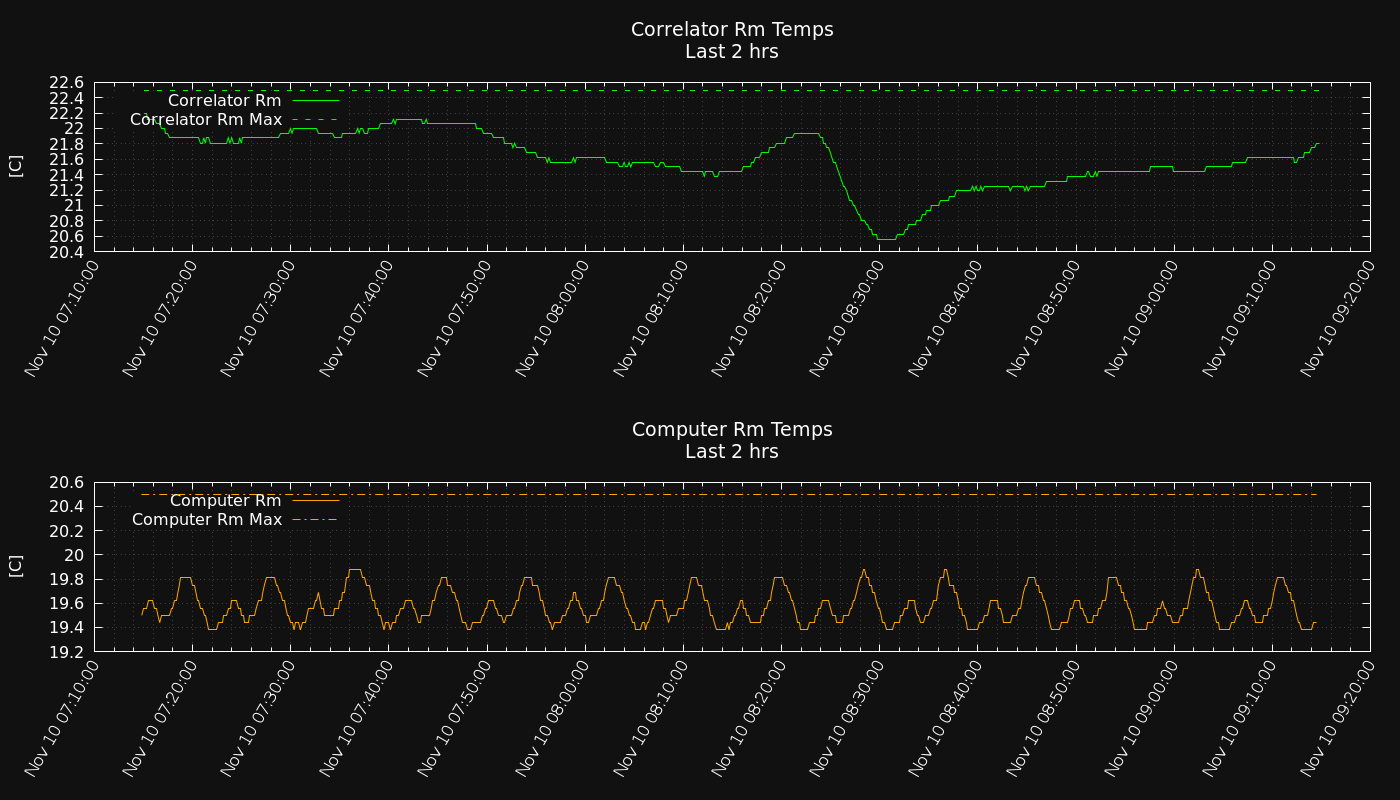 Correlator Rm Temps
Last 2 hrs
22.6
22.4
22.2
22
21.8
21.6
21.4
21.2
21
20.8
20.6
20.4
[C]
Correlator Rm
Correlator Rm Max
Nov 10 07:10:00
Nov 10 07:20:00
Nov 10 07:30:00
Nov 10 07:40:00
Nov 10 07:50:00
Nov 10 08:00:00
Nov 10 08:10:00
Nov 10 08:20:00
Nov 10 08:30:00
Nov 10 08:40:00
Nov 10 08:50:00
Nov 10 09:00:00
Nov 10 09:10:00
Nov 10 09:20:00
Computer Rm Temps
Last 2 hrs
20.6
20.4
20.2
20
19.8
19.6
19.4
19.2
[C]
Computer Rm
Computer Rm Max
Nov 10 07:10:00
Nov 10 07:20:00
Nov 10 07:30:00
Nov 10 07:40:00
Nov 10 07:50:00
Nov 10 08:00:00
Nov 10 08:10:00
Nov 10 08:20:00
Nov 10 08:30:00
Nov 10 08:40:00
Nov 10 08:50:00
Nov 10 09:00:00
Nov 10 09:10:00
Nov 10 09:20:00